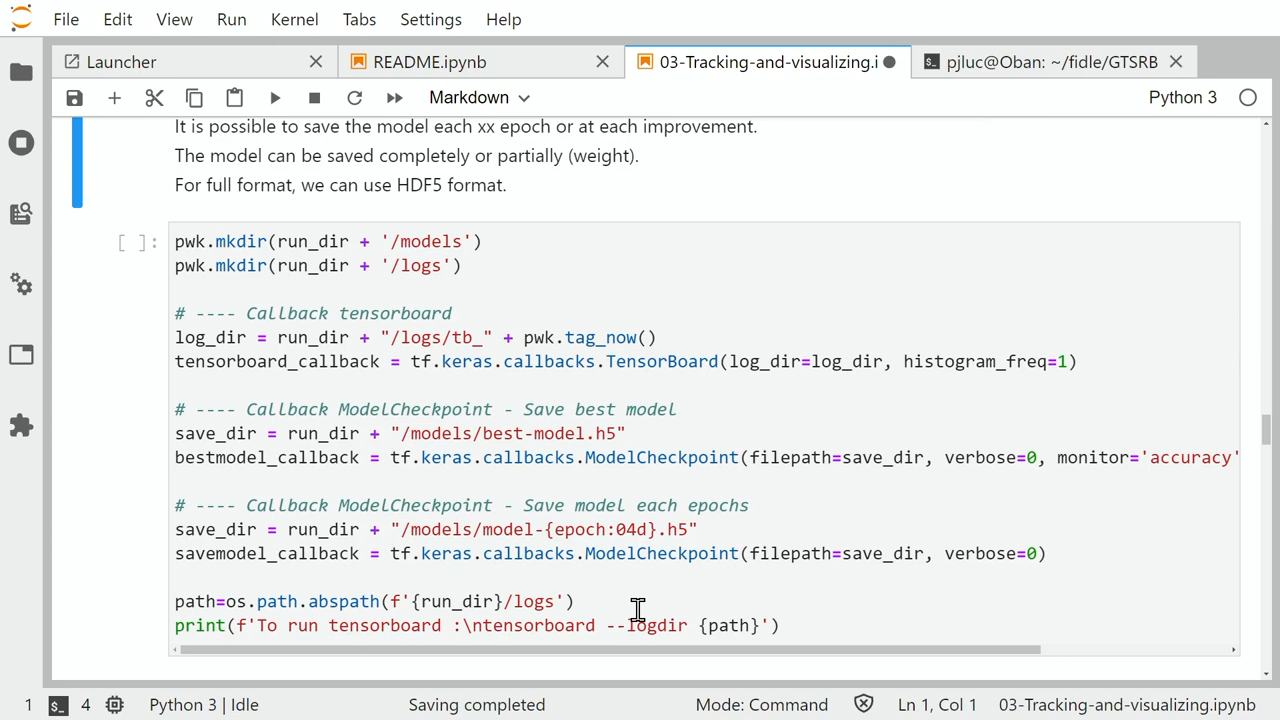 File Edit View Run Kernel Tabs Settings Help
Launcher README.ipynb 03-Tracking-and-visualizing.i pjluc@Oban: ~/fidle/GTSRB
Markdown Python 3
It is possible to save the model each xx epoch or at each improvement.
The model can be saved completely or partially (weight).
For full format, we can use HDF5 format.
[ ]: pwk.mkdir(run_dir + '/models')
pwk.mkdir(run_dir + '/logs')
# ---- Callback tensorboard
log_dir = run_dir + "/logs/tb_" + pwk.tag_now()
tensorboard_callback = tf.keras.callbacks.TensorBoard(log_dir=log_dir, histogram_freq=1)
# ---- Callback ModelCheckpoint - Save best model
save_dir = run_dir + "/models/best-model.h5"
bestmodel_callback = tf.keras.callbacks.ModelCheckpoint(filepath=save_dir, verbose=0, monitor='accuracy'
# ---- Callback ModelCheckpoint - Save model each epochs
save_dir = run_dir + "/models/model-{epoch:04d}.h5"
savemodel_callback = tf.keras.callbacks.ModelCheckpoint(filepath=save_dir, verbose=0)
path=os.path.abspath(f'{run_dir}/logs')
print(f'To run tensorboard :\ntensorboard --logdir {path}')
1 4 Python 3 | Idle Saving completed Mode: Command Ln 1, Col 1 03-Tracking-and-visualizing.ipynb